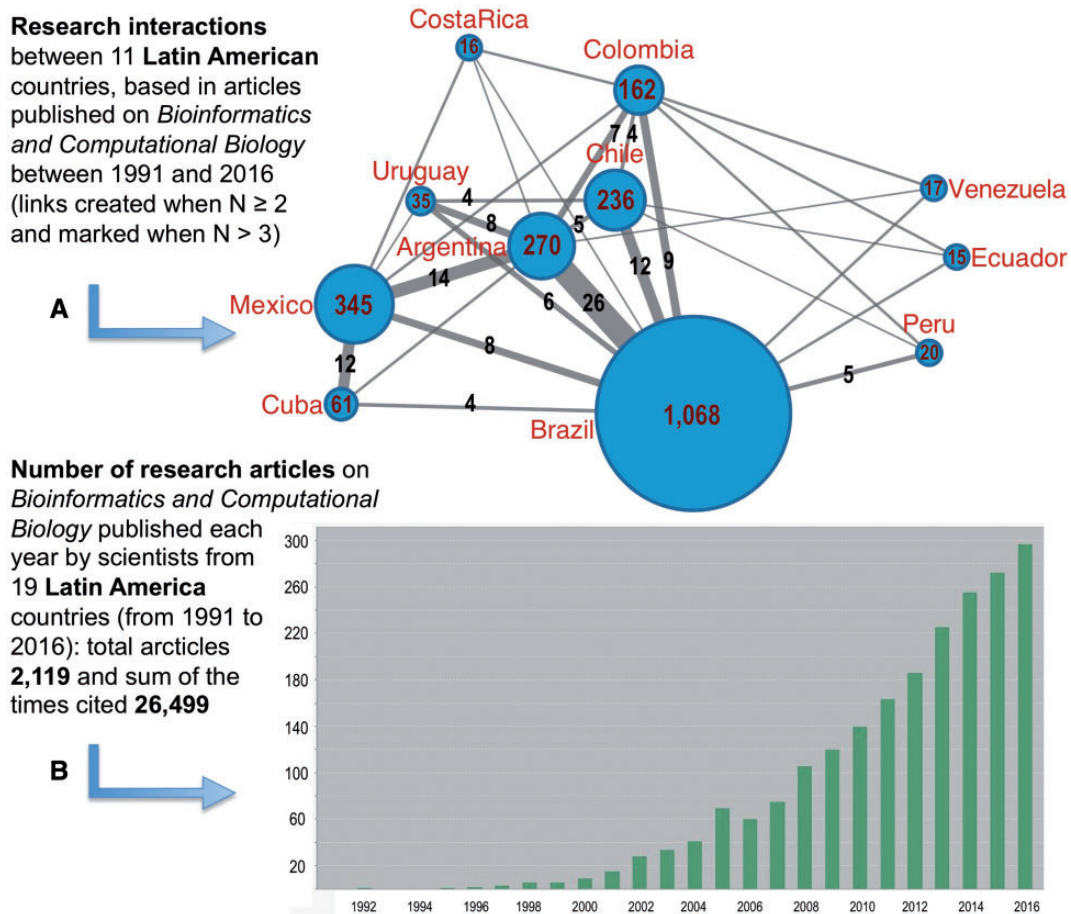 Research interactions
between 11 Latin American
countries, based in articles
published on Bioinformatics
and Computational Biology
between 1991 and 2016
(links created when N ≥ 2
and marked when N > 3)
A
CostaRica
16
Colombia
162
7 4
Chile
236
Uruguay
35
4
8
5
Argentina
270
17
Venezuela
15
Ecuador
14
6
26
12
9
Mexico
345
8
Peru
20
5
12
Cuba
61
4
Brazil
1,068
Number of research articles on
Bioinformatics and Computational
Biology published each
year by scientists from
19 Latin America
countries (from 1991 to
2016): total arcticles
2,119 and sum of the
times cited 26,499
B
300
260
220
180
140
100
60
20
1992 1994 1996 1998 2000 2002 2004 2006 2008 2010 2012 2014 2016